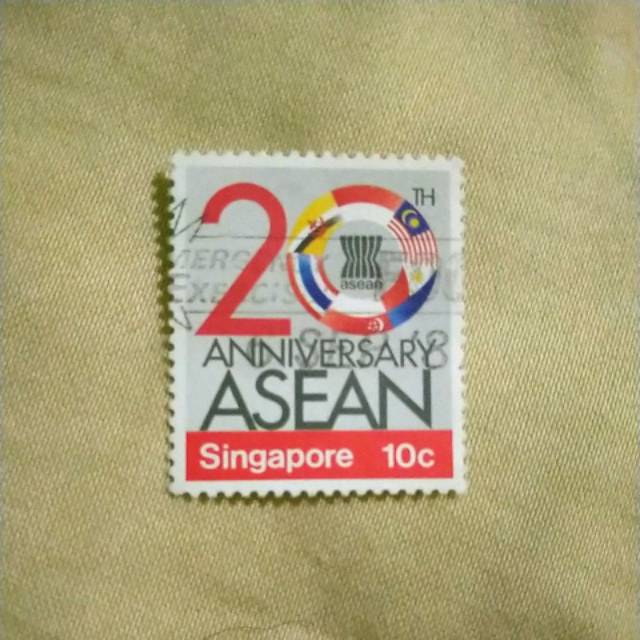 20TH
asean
ANNIVERSARY
ASEAN
Singapore 10c